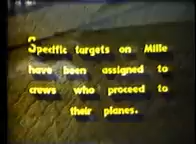 Specific targets on Mille
have been assigned to
crews who proceed to
their planes.